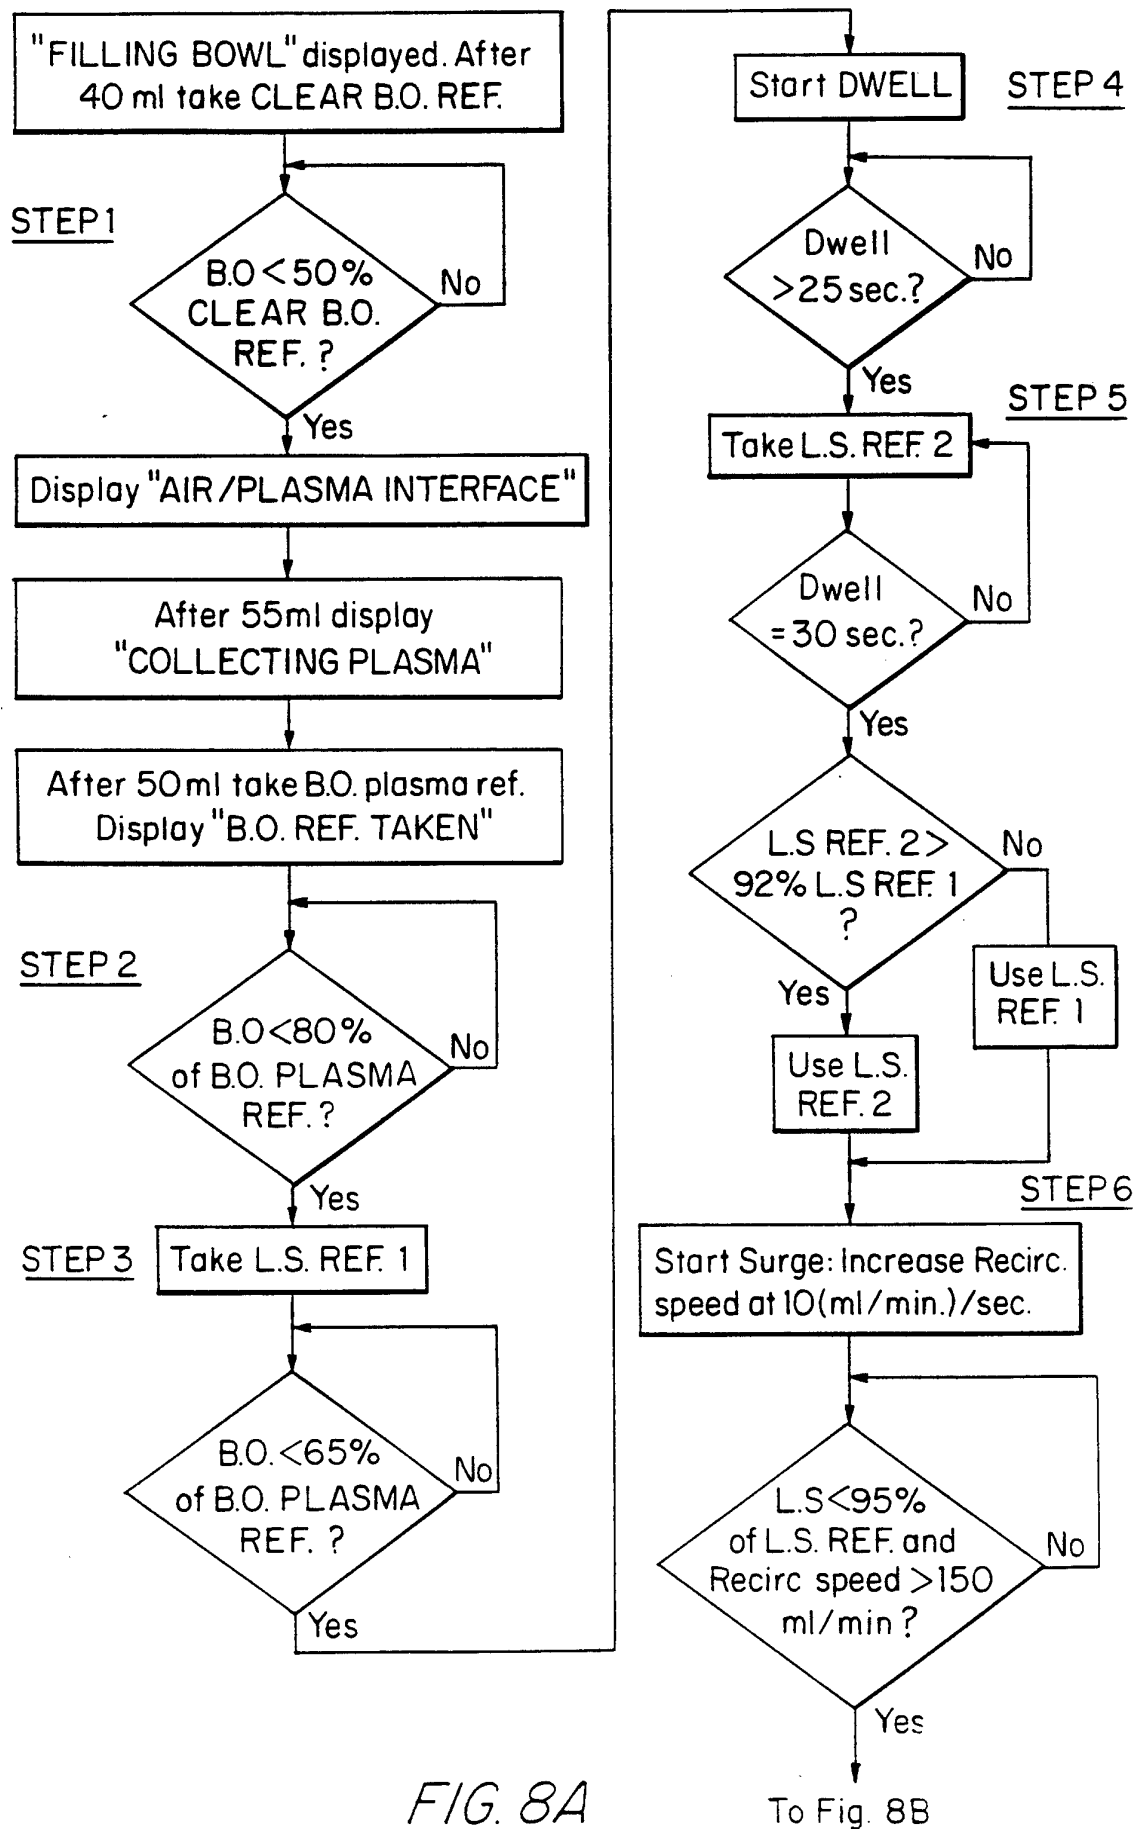 "FILLING BOWL" displayed. After
40 ml take CLEAR B.O. REF.
STEP 1
B.O < 50%
CLEAR B.O.
REF. ?
No
Yes
Display "AIR/PLASMA INTERFACE"
After 55ml display
"COLLECTING PLASMA"
After 50ml take B.O. plasma ref.
Display "B.O. REF. TAKEN"
STEP 2
B.O<80%
of B.O. PLASMA
REF. ?
No
Yes
STEP 3
Take L.S. REF. 1
B.O. <65%
of B.O. PLASMA
REF. ?
No
Yes
Start DWELL
STEP 4
Dwell
>25 sec.?
No
Yes
STEP 5
Take L.S. REF. 2
Dwell
=30 sec.?
No
Yes
L.S REF. 2 >
92% L.S REF. 1
?
No
Yes
Use L.S.
REF. 1
Use L.S.
REF. 2
STEP 6
Start Surge: Increase Recirc.
speed at 10(ml/min.)/sec.
L.S<95%
of L.S. REF. and
Recirc speed >150
ml/min ?
No
Yes
To Fig. 8B
FIG. 8A